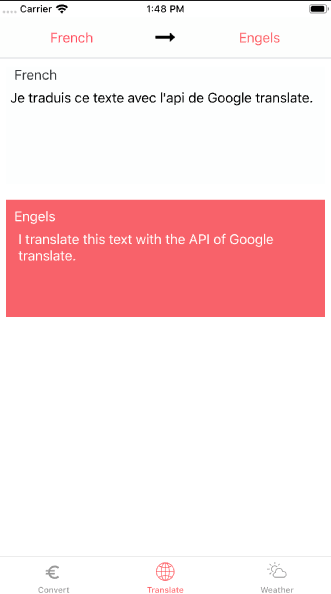 Carrier 1:48 PM
French Engels
French
Je traduis ce texte avec l'api de Google translate.
Engels
I translate this text with the API of Google
translate.
Convert Translate Weather